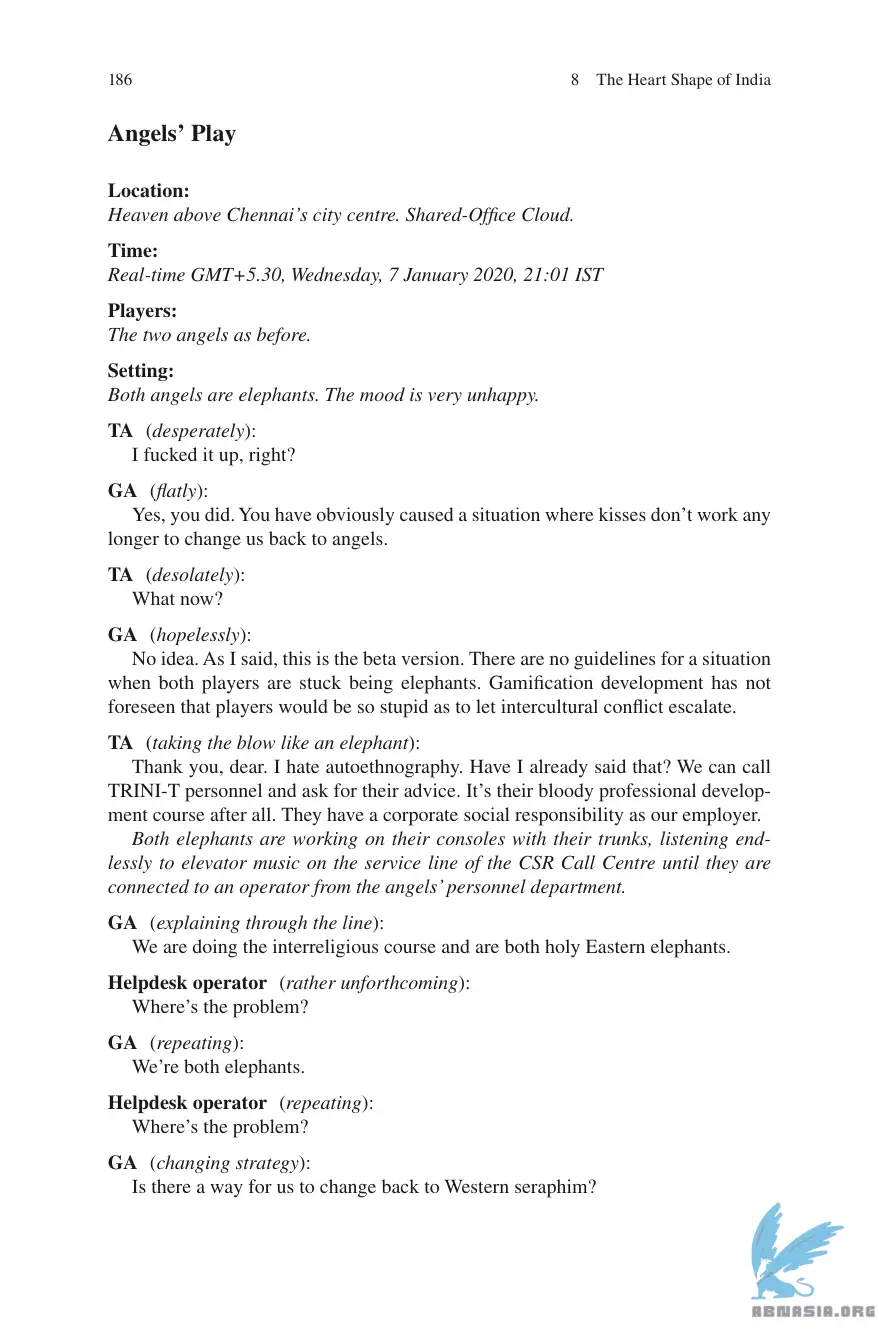 186
8 The Heart Shape of India
Angels’ Play
Location:
Heaven above Chennai’s city centre. Shared-Office Cloud.
Time:
Real-time GMT+5.30, Wednesday, 7 January 2020, 21:01 IST
Players:
The two angels as before.
Setting:
Both angels are elephants. The mood is very unhappy.
TA (desperately):
I fucked it up, right?
GA (flatly):
Yes, you did. You have obviously caused a situation where kisses don’t work any
longer to change us back to angels.
TA (desolately):
What now?
GA (hopelessly):
No idea. As I said, this is the beta version. There are no guidelines for a situation
when both players are stuck being elephants. Gamification development has not
foreseen that players would be so stupid as to let intercultural conflict escalate.
TA (taking the blow like an elephant):
Thank you, dear. I hate autoethnography. Have I already said that? We can call
TRINI-T personnel and ask for their advice. It’s their bloody professional develop-
ment course after all. They have a corporate social responsibility as our employer.
Both elephants are working on their consoles with their trunks, listening end-
lessly to elevator music on the service line of the CSR Call Centre until they are
connected to an operator from the angels’ personnel department.
GA (explaining through the line):
We are doing the interreligious course and are both holy Eastern elephants.
Helpdesk operator (rather unforthcoming):
Where’s the problem?
GA (repeating):
We’re both elephants.
Helpdesk operator (repeating):
Where’s the problem?
GA (changing strategy):
Is there a way for us to change back to Western seraphim?
ABNASIA.ORG